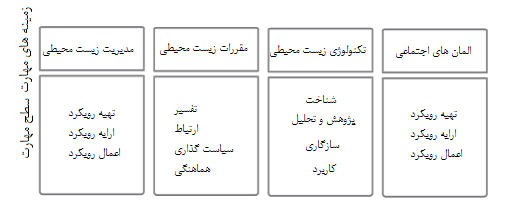 زمینه های مهارت
المان های اجتماعی
تکنولوژی زیست محیطی
مقررات زیست محیطی
مدیریت زیست محیطی
سطح مهارت
تهیه رویکرد
ارایه رویکرد
اعمال رویکرد
شناخت
پژوهش و تحلیل
سازگاری
کاربرد
تفسیر
ارتباط
سیاست گذاری
هماهنگی
تهیه رویکرد
ارایه رویکرد
اعمال رویکرد